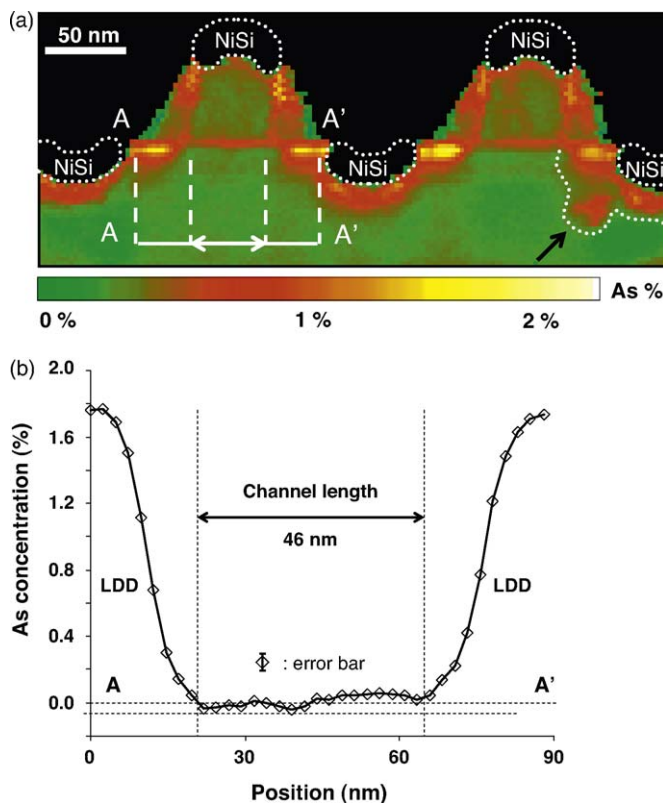 (a)
50 nm
NiSi
NiSi
A
A'
NiSi
NiSi
NiSi
A
A'
As %
0 %
1 %
2 %
(b)
2.0
1.6
1.2
0.8
0.4
0.0
As concentration (%)
Channel length
46 nm
LDD
LDD
: error bar
A
A'
0
30
60
90
Position (nm)